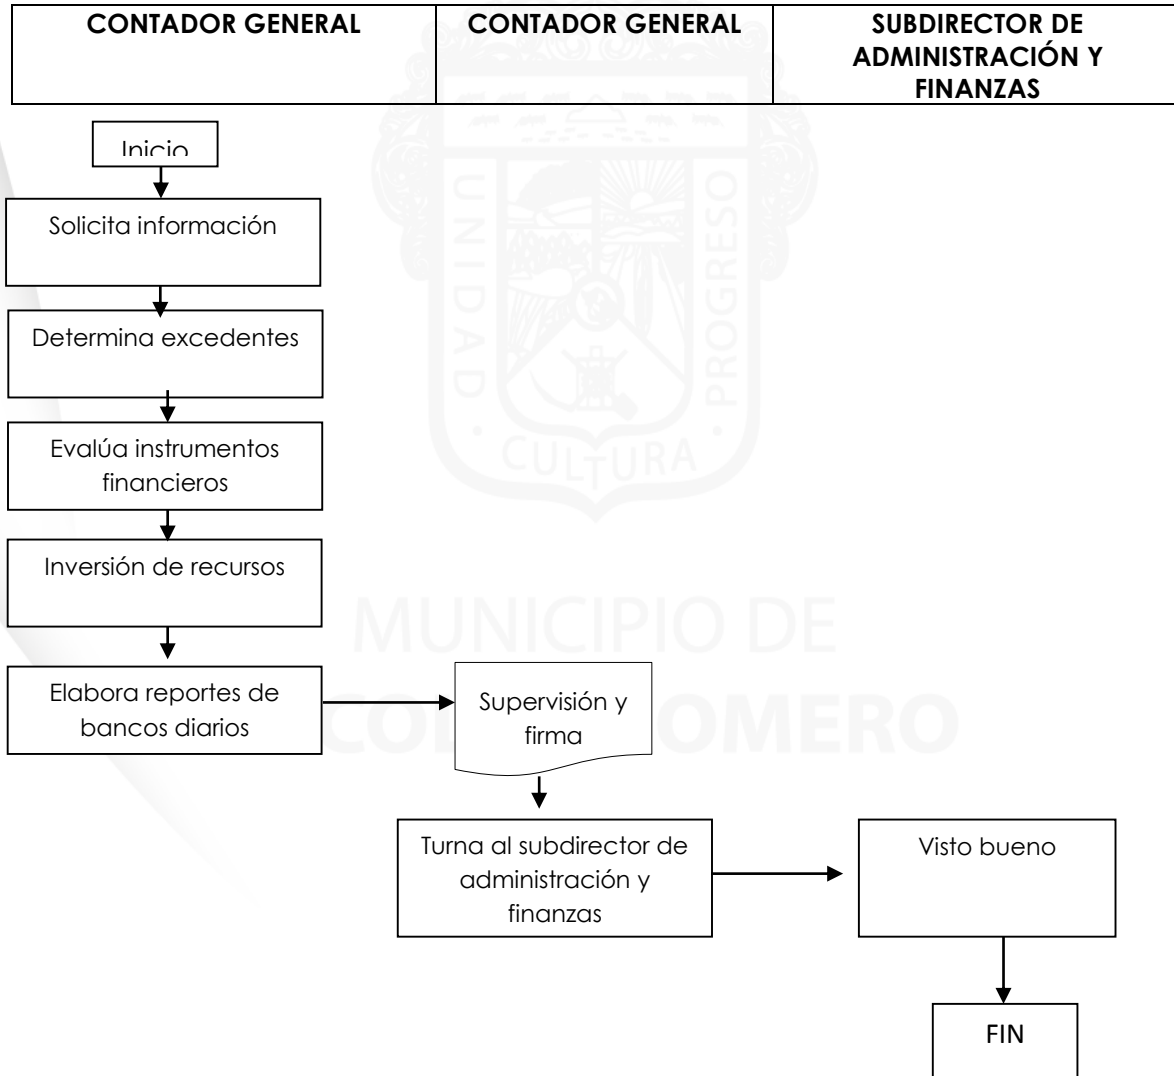 CONTADOR GENERAL
CONTADOR GENERAL
SUBDIRECTOR DE
ADMINISTRACIÓN Y
FINANZAS
Inicio
Solicita información
Determina excedentes
Evalúa instrumentos
financieros
Inversión de recursos
Elabora reportes de
bancos diarios
Supervisión y
firma
Turna al subdirector de
administración y
finanzas
Visto bueno
FIN
UNIDAD
PROGRESO
CULTURA
MUNICIPIO DE
OMERO